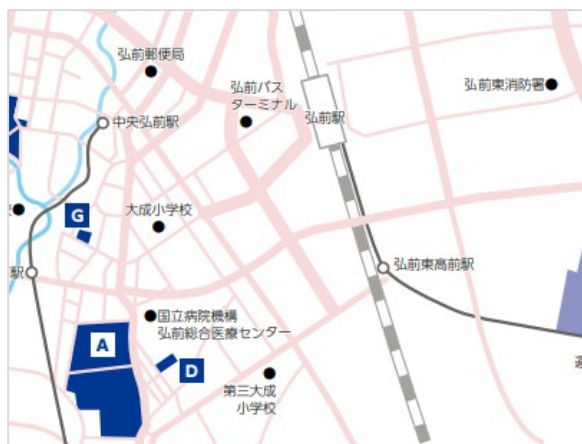 弘前郵便局
弘前バス
ターミナル
弘前東消防署
弘前駅
中央弘前駅
G
大成小学校
弘前東高前駅
駅
国立病院機構
弘前総合医療センター
A
D
第三大成
小学校